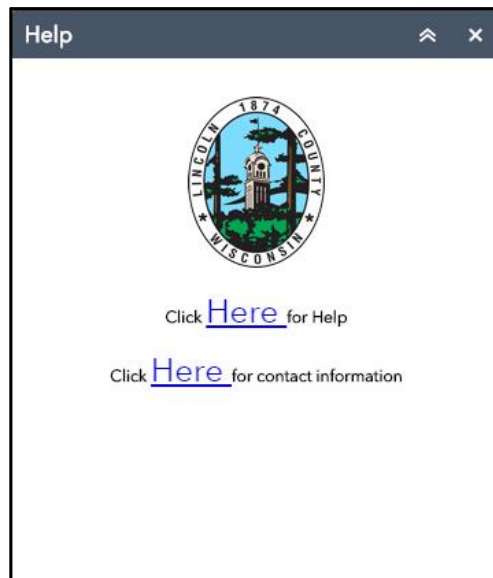 Help
LINCOLN 1874 COUNTY
* WISCONSIN *
Click Here for Help
Click Here for contact information